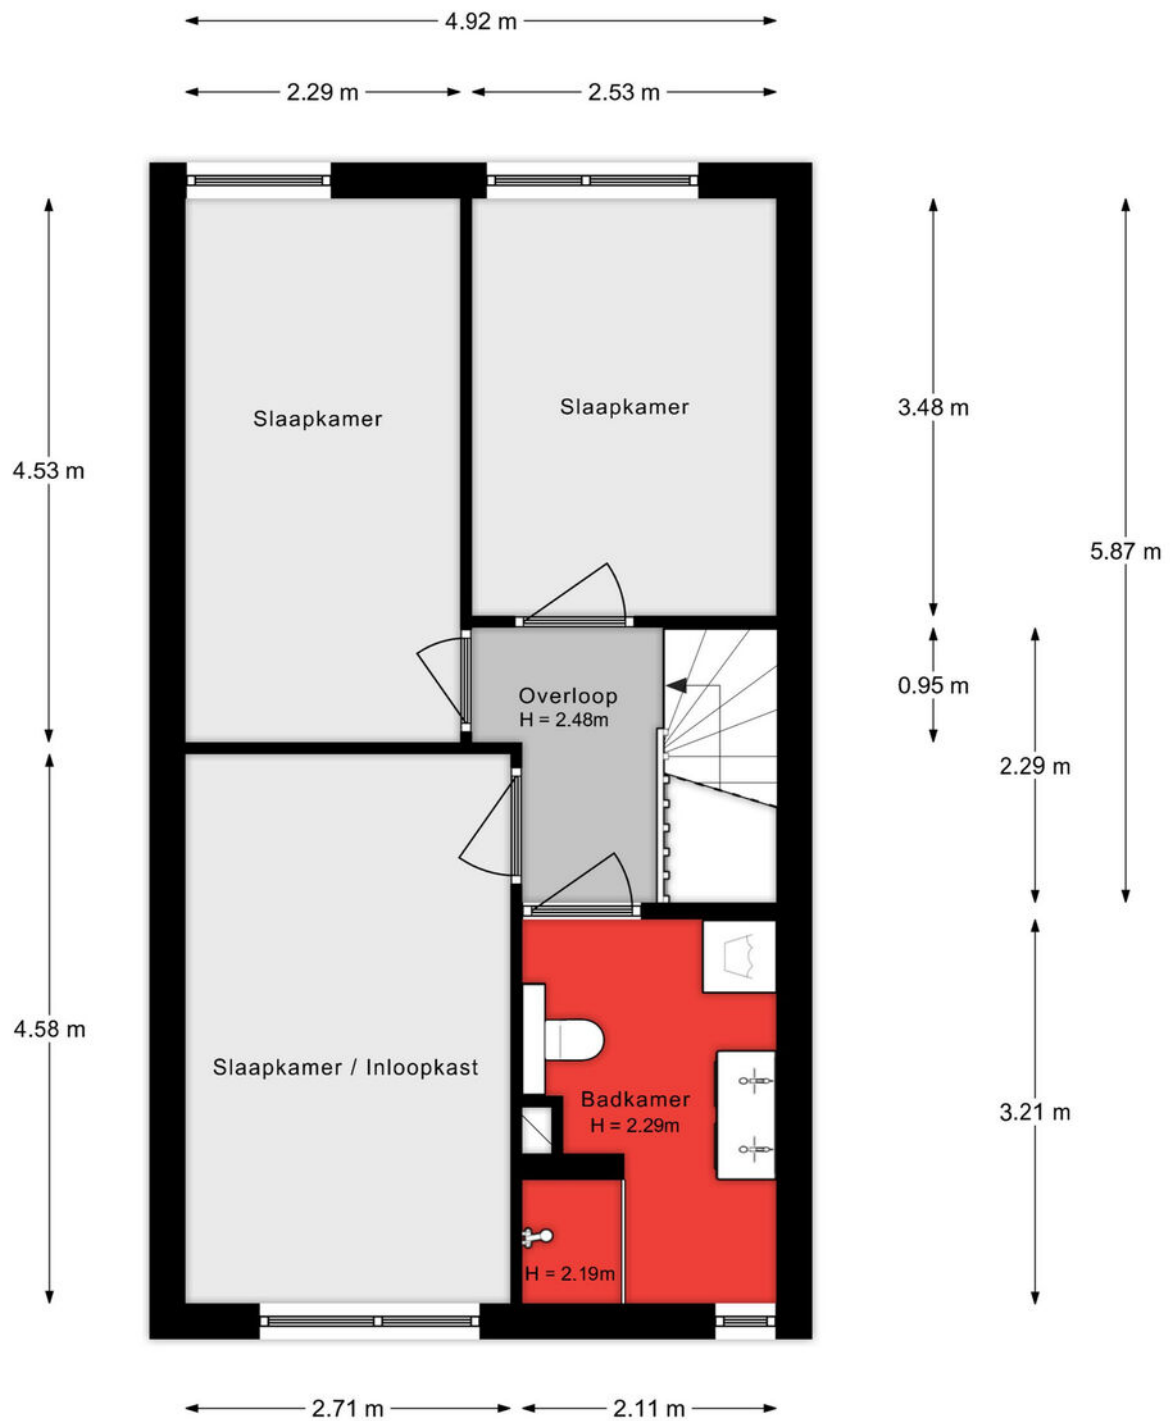 4.92 m
2.29 m
2.53 m
Slaapkamer
Slaapkamer
3.48 m
4.53 m
5.87 m
Overloop
H = 2.48m
0.95 m
2.29 m
4.58 m
Slaapkamer / Inloopkast
Badkamer
H = 2.29m
3.21 m
H = 2.19m
2.71 m
2.11 m